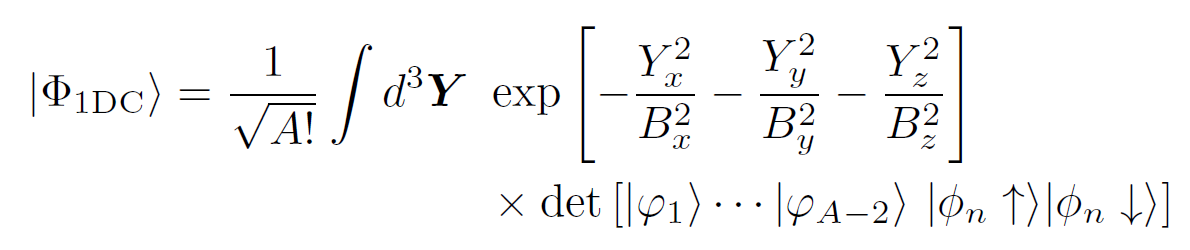 |Φ_{1DC}⟩ = \frac{1}{\sqrt{A!}} ∫ d^3 \boldsymbol{Y} exp [ -\frac{Y_x^2}{B_x^2} - \frac{Y_y^2}{B_y^2} - \frac{Y_z^2}{B_z^2} ]
× det [|φ_1⟩ ··· |φ_{A-2}⟩ |ϕ_n ↑⟩|ϕ_n ↓⟩]